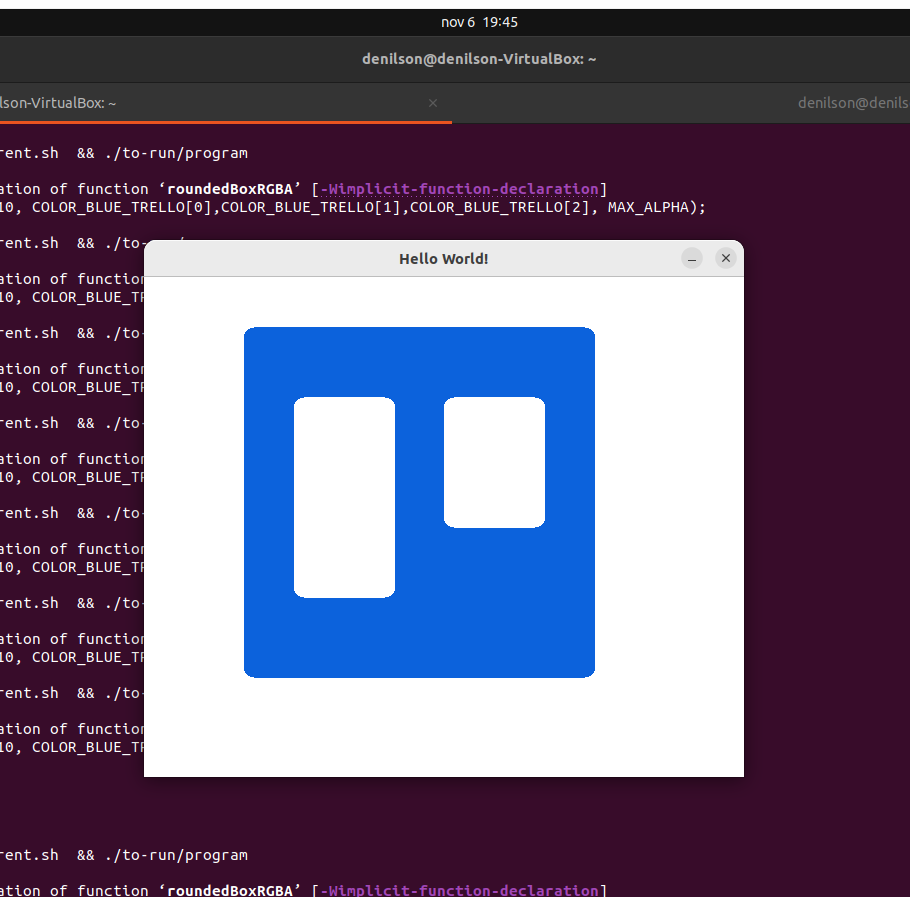 nov 6 19:45
denilson@denilson-VirtualBox: ~
lson-VirtualBox: ~ × denilson@denils
rent.sh && ./to-run/program
ation of function ‘roundedBoxRGBA’ [-Wimplicit-function-declaration]
10, COLOR_BLUE_TRELLO[0],COLOR_BLUE_TRELLO[1],COLOR_BLUE_TRELLO[2], MAX_ALPHA);
rent.sh && ./to-
Hello World!
ation of function
10, COLOR_BLUE_TR
rent.sh && ./to-
ation of function
10, COLOR_BLUE_TR
rent.sh && ./to-
ation of function
10, COLOR_BLUE_TR
rent.sh && ./to-
ation of function
10, COLOR_BLUE_TR
rent.sh && ./to-
ation of function
10, COLOR_BLUE_TR
rent.sh && ./to-
ation of function
10, COLOR_BLUE_TR
rent.sh && ./to-run/program
ation of function ‘roundedBoxRGBA’ [-Wimplicit-function-declaration]